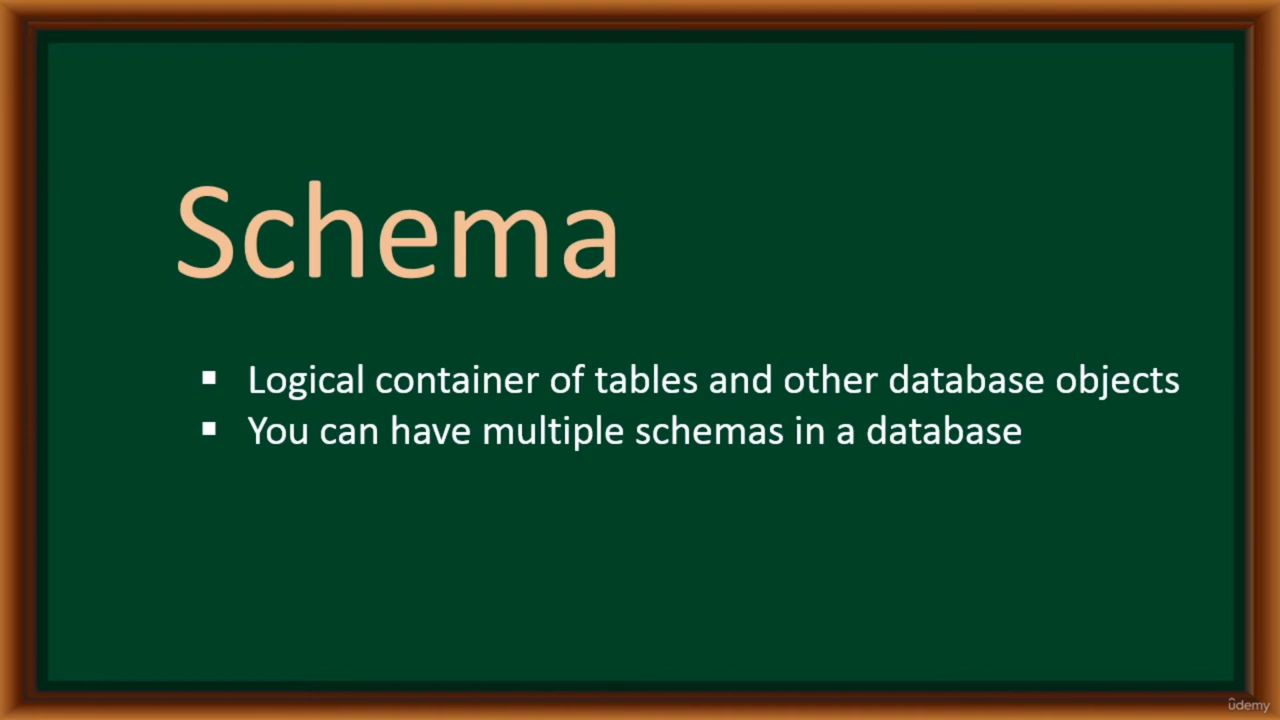 Schema
▪ Logical container of tables and other database objects
▪ You can have multiple schemas in a database
ûdemy